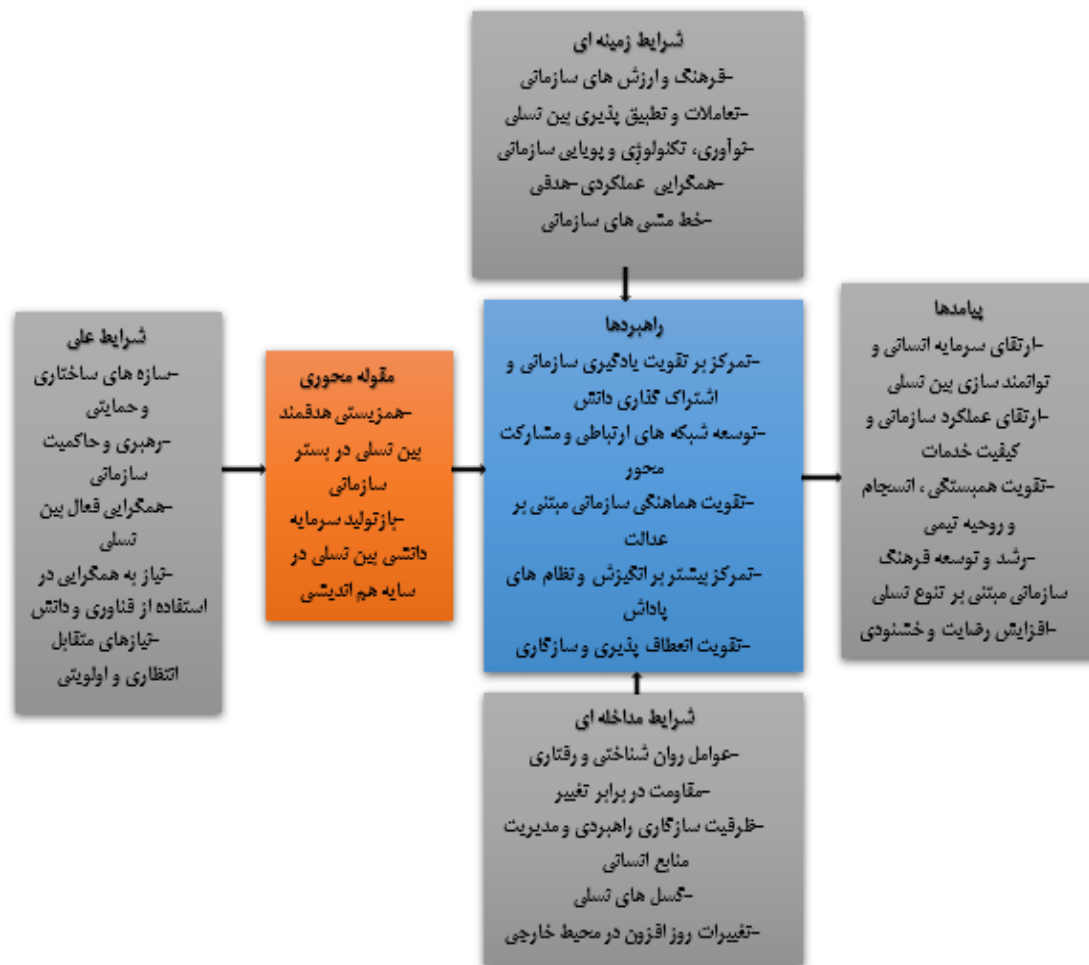 شرایط زمینه ای
-فرهنگ و ارزش های سازمانی
-تعاملات و تطبیق پذیری بین نسلی
-نوآوری، تکنولوژی و پویایی سازمانی
-همگرایی عملکردی -هدفی
-خط مشی های سازمانی
شرایط علی
-سازه های ساختاری
و حمایتی
-رهبری و حاکمیت
سازمانی
-همگرایی فعال بین
نسلی
-نیاز به همگرایی در
استفاده از فناوری و دانش
-نیازهای متقابل
انتظاری و اولویتی
مقوله محوری
-همزیستی هدفمند
بین نسلی در بستر
سازمانی
-بازتولید سرمایه
دانشی بین نسلی در
سایه هم اندیشی
راهبردها
-تمرکز بر تقویت یادگیری سازمانی و
اشتراک گذاری دانش
-توسعه شبکه های ارتباطی و مشارکت
محور
-تقویت هماهنگی سازمانی مبتنی بر
عدالت
-تمرکز بیشتر بر انگیزش و نظام های
پاداش
-تقویت انعطاف پذیری و سازگاری
پیامدها
-ارتقای سرمایه انسانی و
توانمند سازی بین نسلی
-ارتقای عملکرد سازمانی و
کیفیت خدمات
-تقویت همبستگی، انسجام
و روحیه تیمی
-رشد و توسعه فرهنگ
سازمانی مبتنی بر تنوع نسلی
-افزایش رضایت و خشنودی
شرایط مداخله ای
-عوامل روان شناختی و رفتاری
-مقاومت در برابر تغییر
-ظرفیت سازگاری راهبردی و مدیریت
منابع انسانی
-گسل های نسلی
-تغییرات روز افزون در محیط خارجی